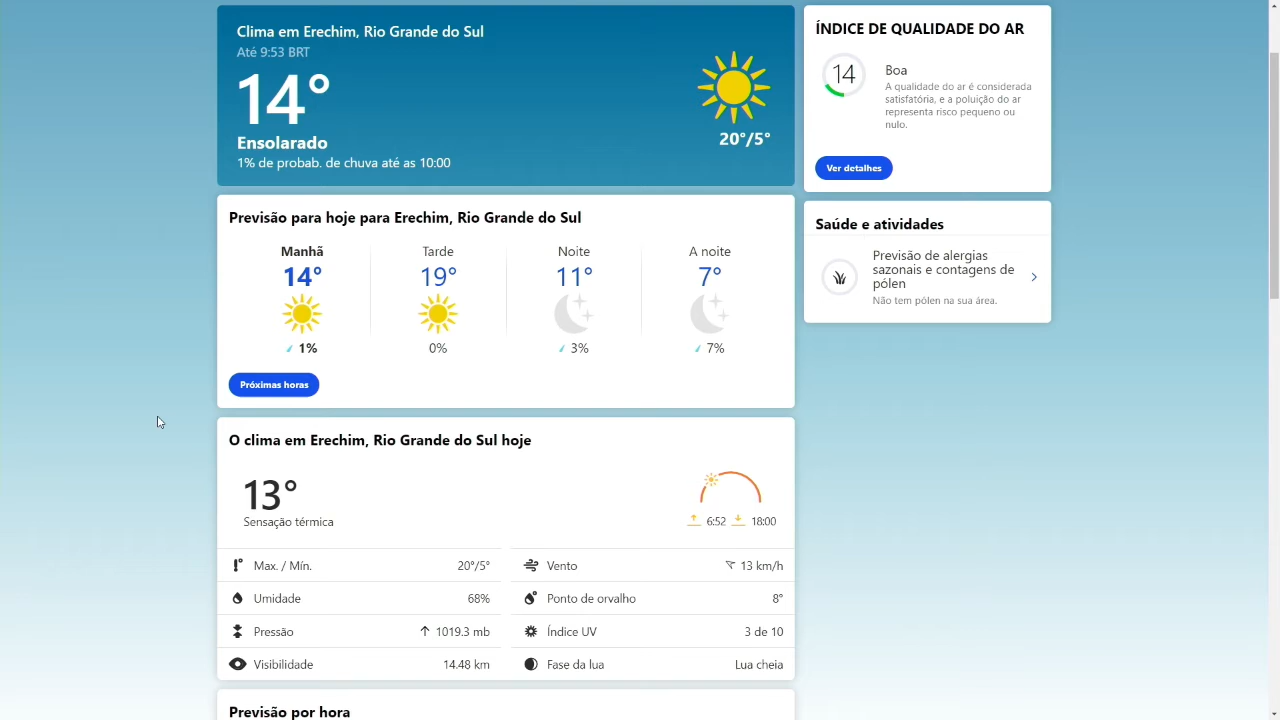 Clima em Erechim, Rio Grande do Sul
Até 9:53 BRT
14°
Ensolarado
1% de probab. de chuva até as 10:00
20°/5°
ÍNDICE DE QUALIDADE DO AR
14
Boa
A qualidade do ar é considerada
satisfatória, e a poluição do ar
representa risco pequeno ou
nulo.
Ver detalhes
Previsão para hoje para Erechim, Rio Grande do Sul
Manhã
14°
1%
Tarde
19°
0%
Noite
11°
3%
A noite
7°
7%
Próximas horas
Saúde e atividades
Previsão de alergias
sazonais e contagens de
pólen
Não tem pólen na sua área.
O clima em Erechim, Rio Grande do Sul hoje
13°
Sensação térmica
6:52 18:00
Max. / Mín. 20°/5°
Umidade 68%
Pressão 1019.3 mb
Visibilidade 14.48 km
Vento 13 km/h
Ponto de orvalho 8°
Índice UV 3 de 10
Fase da lua Lua cheia
Previsão por hora